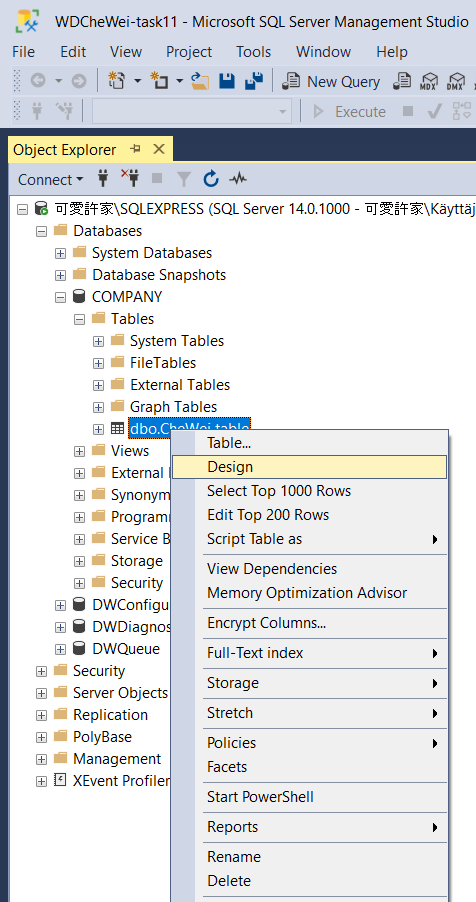 WDCheWei-task11 - Microsoft SQL Server Management Studio
File Edit View Project Tools Window Help
New Query MDX DMX
Execute
Object Explorer
Connect
可愛許家\SQLEXPRESS (SQL Server 14.0.1000 - 可愛許家\Käyttäj
Databases
System Databases
Database Snapshots
COMPANY
Tables
System Tables
FileTables
External Tables
Graph Tables
dbo.CheWei.table
Views
External
Synonym
Program
Service B
Storage
Security
DWConfigu
DWDiagnos
DWQueue
Security
Server Objects
Replication
PolyBase
Management
XEvent Profiler
Table...
Design
Select Top 1000 Rows
Edit Top 200 Rows
Script Table as
View Dependencies
Memory Optimization Advisor
Encrypt Columns...
Full-Text index
Storage
Stretch
Policies
Facets
Start PowerShell
Reports
Rename
Delete